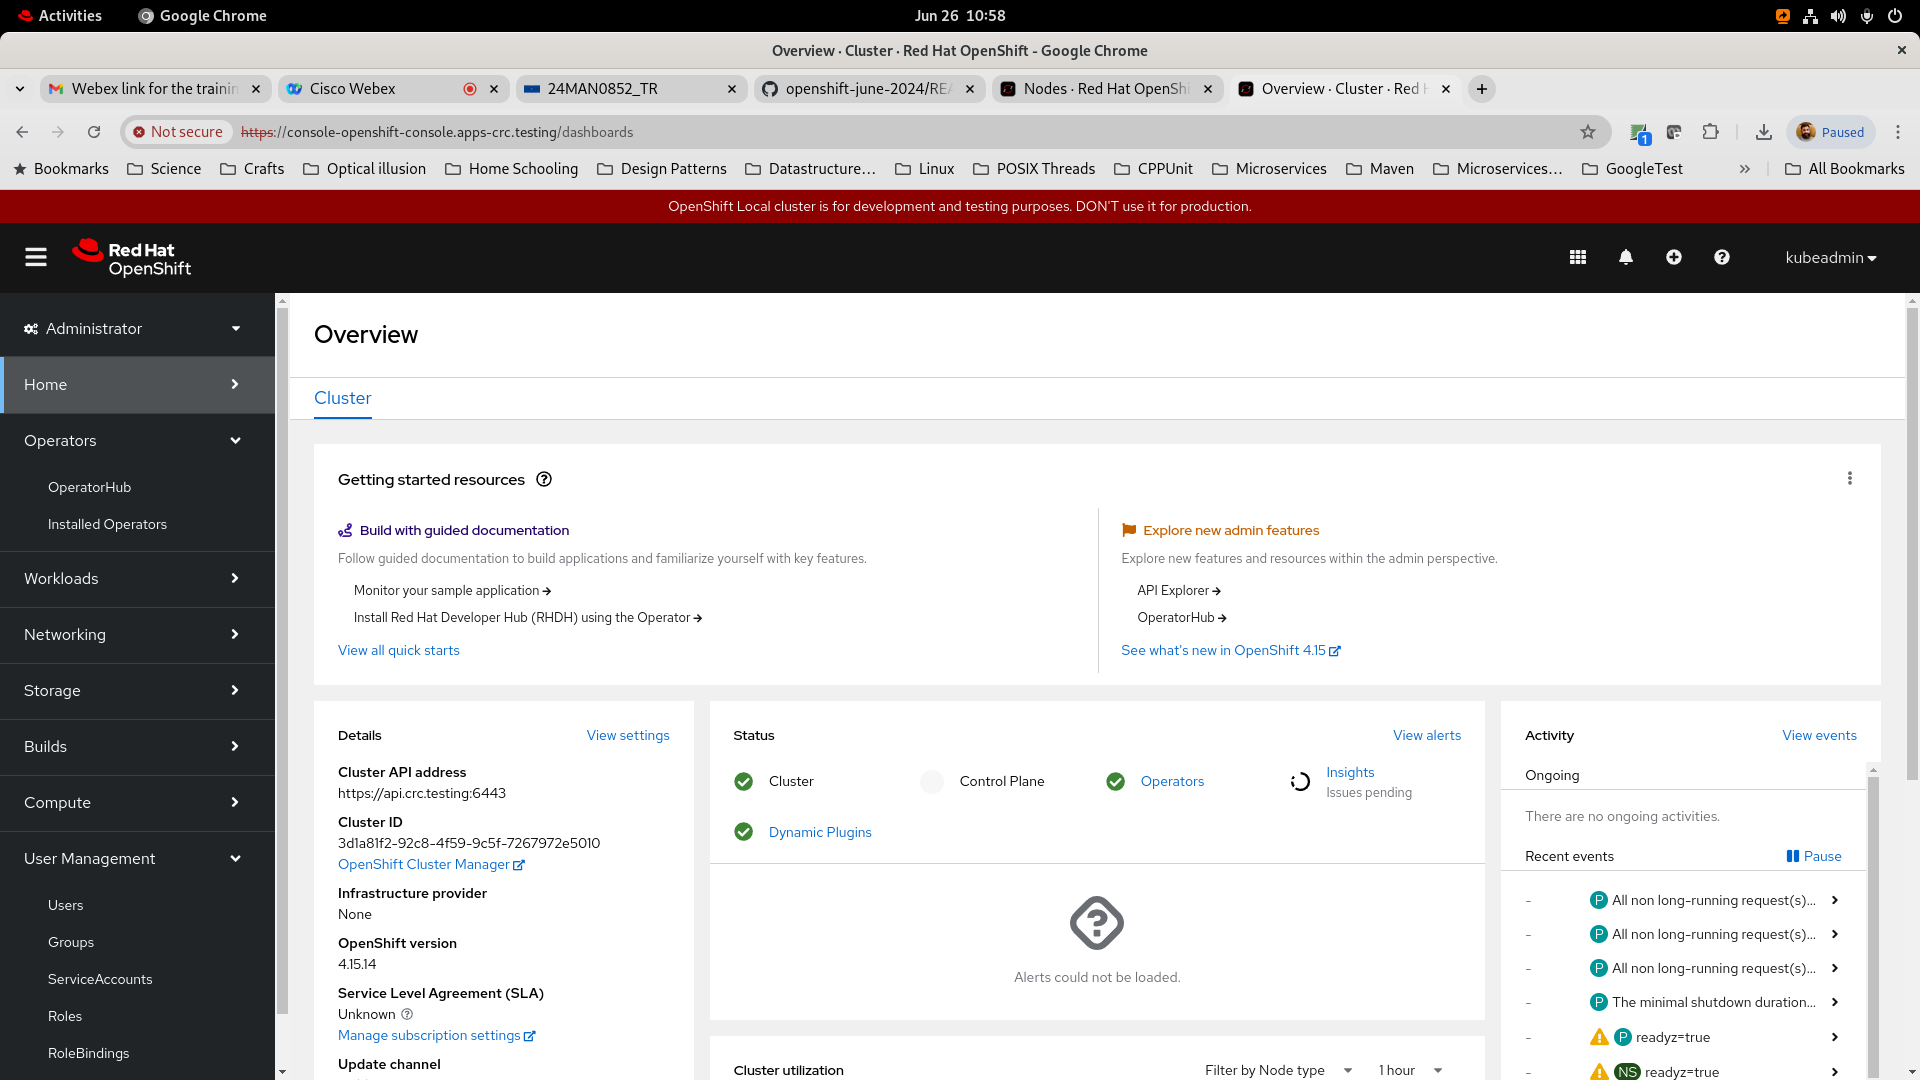 Activities
Google Chrome
Jun 26 10:58
Overview · Cluster · Red Hat OpenShift - Google Chrome
Webex link for the trainin
Cisco Webex
24MAN0852_TR
openshift-june-2024/REA
Nodes · Red Hat OpenShi
Overview · Cluster · Red H
Not secure
https://console-openshift-console.apps-crc.testing/dashboards
1
Paused
Bookmarks
Science
Crafts
Optical illusion
Home Schooling
Design Patterns
Datastructure...
Linux
POSIX Threads
CPPUnit
Microservices
Maven
Microservices...
GoogleTest
All Bookmarks
OpenShift Local cluster is for development and testing purposes. DON'T use it for production.
Red Hat
OpenShift
kubeadmin
Administrator
Home
Operators
OperatorHub
Installed Operators
Workloads
Networking
Storage
Builds
Compute
User Management
Users
Groups
ServiceAccounts
Roles
RoleBindings
Overview
Cluster
Getting started resources
Build with guided documentation
Follow guided documentation to build applications and familiarize yourself with key features.
Monitor your sample application
Install Red Hat Developer Hub (RHDH) using the Operator
View all quick starts
Explore new admin features
Explore new features and resources within the admin perspective.
API Explorer
OperatorHub
See what's new in OpenShift 4.15
Details
View settings
Cluster API address
https://api.crc.testing:6443
Cluster ID
3d1a81f2-92c8-4f59-9c5f-7267972e5010
OpenShift Cluster Manager
Infrastructure provider
None
OpenShift version
4.15.14
Service Level Agreement (SLA)
Unknown
Manage subscription settings
Update channel
Status
View alerts
Cluster
Control Plane
Operators
Insights
Issues pending
Dynamic Plugins
Alerts could not be loaded.
Cluster utilization
Filter by Node type
1 hour
Activity
View events
Ongoing
There are no ongoing activities.
Recent events
Pause
- P All non long-running request(s)...
- P All non long-running request(s)...
- P All non long-running request(s)...
- P The minimal shutdown duration...
- P readyz=true
- NS readyz=true